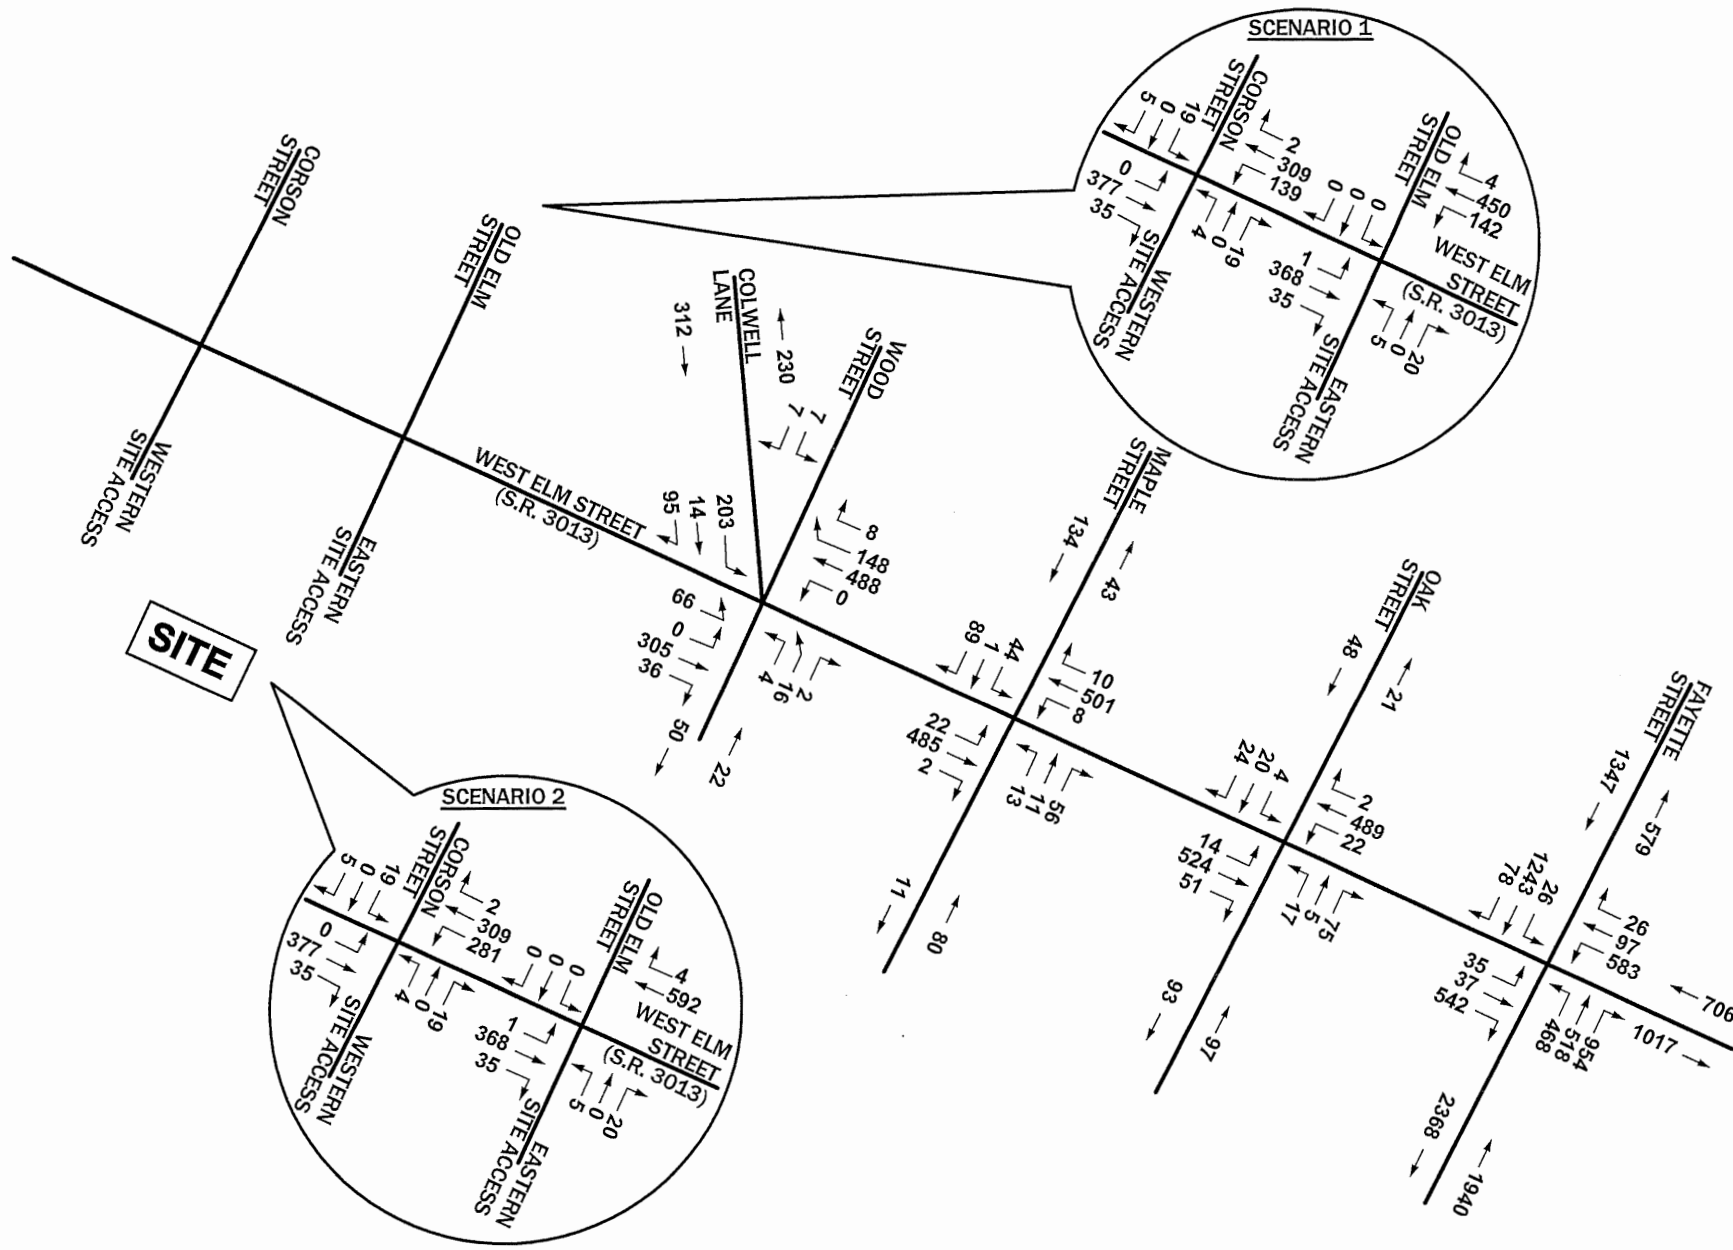 SCENARIO 1
CORSON
STREET
5
0
19
2
309
139
0
377
35
4
0
19
WESTERN
SITE ACCESS
OLD ELM
STREET
0
0
0
4
450
142
1
368
35
5
0
20
WEST ELM
STREET
(S.R. 3013)
EASTERN
SITE ACCESS
CORSON
STREET
WESTERN
SITE ACCESS
OLD ELM
STREET
EASTERN
SITE ACCESS
WEST ELM STREET
(S.R. 3013)
SITE
COLWELL
LANE
312
230
WOOD
STREET
7
7
95
14
203
8
148
488
0
66
0
305
36
4
16
2
50
22
MAPLE
STREET
134
43
89
1
44
10
501
8
22
485
2
13
11
56
11
80
OAK
STREET
48
21
24
20
4
2
489
22
14
524
51
17
5
75
93
97
FAYETTE
STREET
1347
579
78
1243
26
26
97
583
35
37
542
468
518
954
706
1017
2368
1940
SCENARIO 2
CORSON
STREET
5
0
19
2
309
281
0
377
35
4
0
19
WESTERN
SITE ACCESS
OLD ELM
STREET
0
0
0
4
592
1
368
35
5
0
20
WEST ELM
STREET
(S.R. 3013)
EASTERN
SITE ACCESS